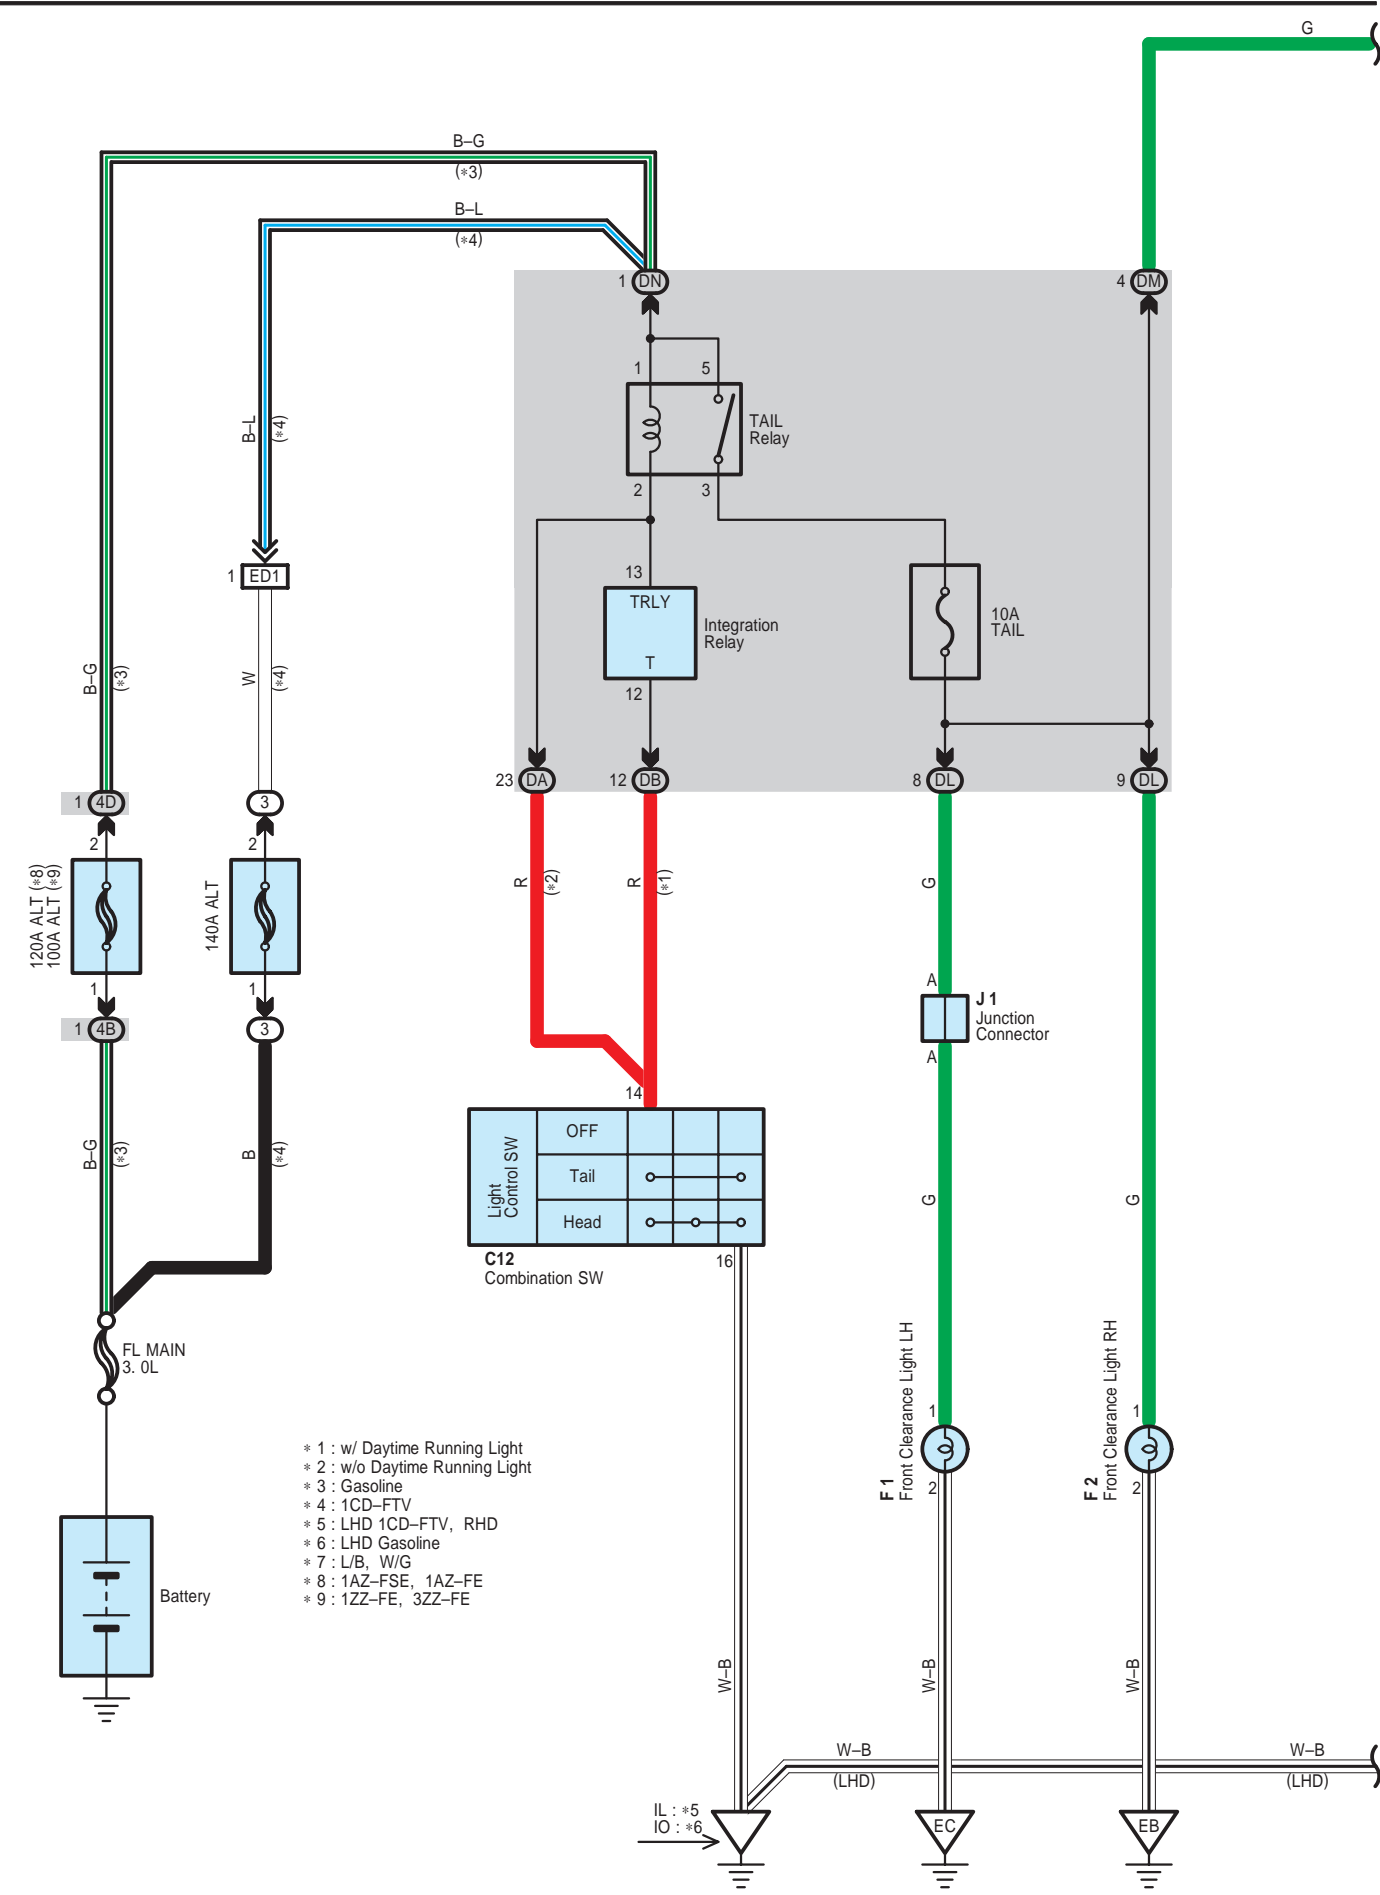 G
B–G
(∗3)
B–L
(∗4)
1 DN
4 DM
1 5
TAIL
Relay
2 3
B–L
(∗4)
1 ED1
13
TRLY
T
Integration
Relay
12
10A
TAIL
B–G
(∗3)
W
(∗4)
23 DA
12 DB
8 DL
9 DL
1 4D
3
2
2
120A ALT (∗8)
100A ALT (∗9)
140A ALT
1
1
1 4B
3
R
(∗2)
R
(∗1)
G
A
J 1
Junction
Connector
A
14
Light
Control SW
OFF
Tail
Head
C12
Combination SW
16
B–G
(∗3)
B
(∗4)
G
G
FL MAIN
3. 0L
F 1
Front Clearance Light LH
1
2
F 2
Front Clearance Light RH
1
2
∗ 1 : w/ Daytime Running Light
∗ 2 : w/o Daytime Running Light
∗ 3 : Gasoline
∗ 4 : 1CD–FTV
∗ 5 : LHD 1CD–FTV, RHD
∗ 6 : LHD Gasoline
∗ 7 : L/B, W/G
∗ 8 : 1AZ–FSE, 1AZ–FE
∗ 9 : 1ZZ–FE, 3ZZ–FE
Battery
W–B
W–B
W–B
W–B
(LHD)
W–B
(LHD)
IL : ∗5
IO : ∗6
EC
EB